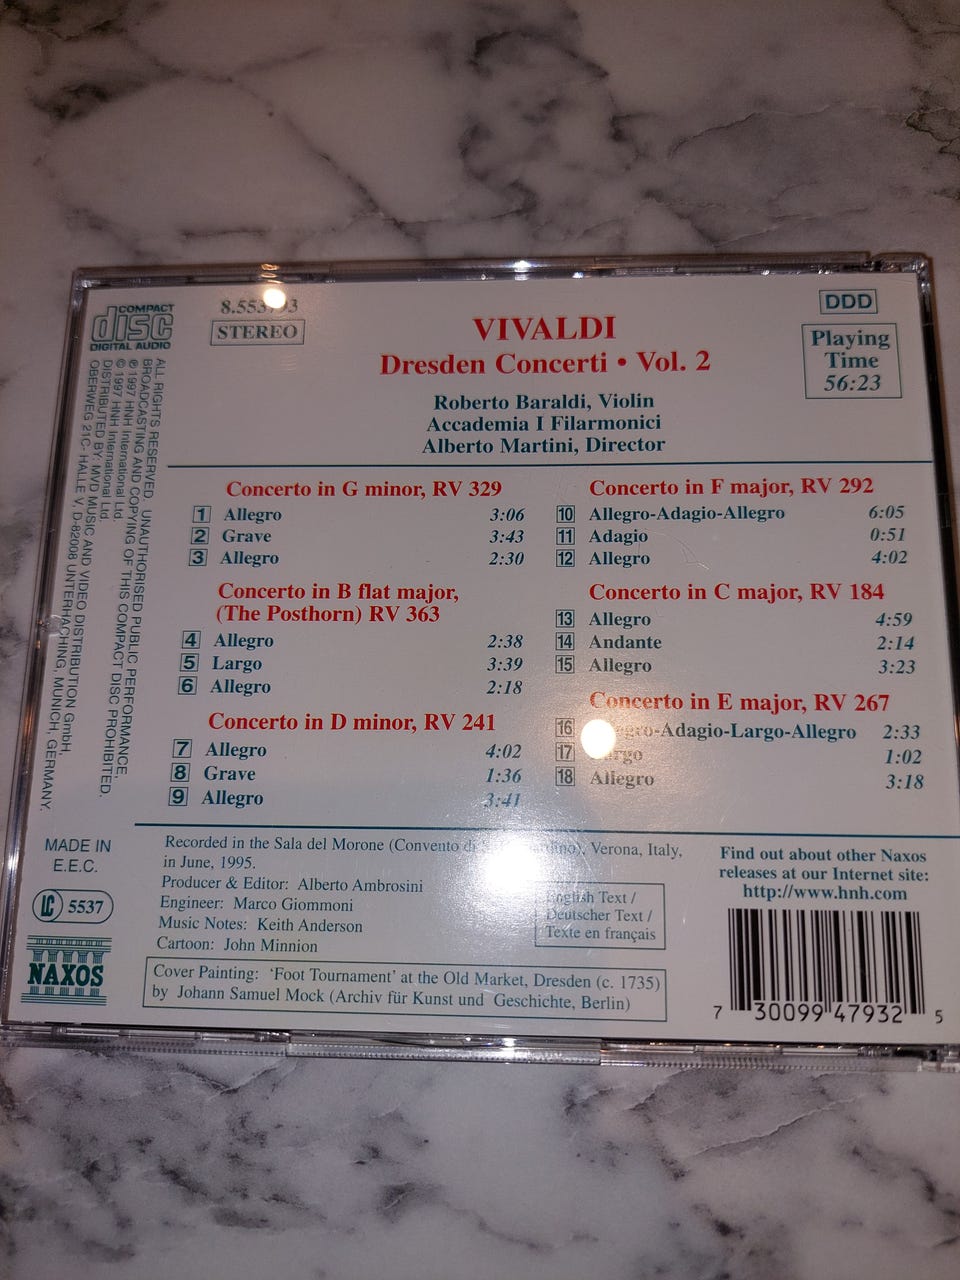 COMPACT
disc
DIGITAL AUDIO
STEREO
DDD
Playing
Time
56:23
VIVALDI
Dresden Concerti • Vol. 2
Roberto Baraldi, Violin
Accademia I Filarmonici
Alberto Martini, Director
Concerto in G minor, RV 329
1 Allegro 3:06
2 Grave 3:43
3 Allegro 2:30
Concerto in B flat major,
(The Posthorn) RV 363
4 Allegro 2:38
5 Largo 3:39
6 Allegro 2:18
Concerto in D minor, RV 241
7 Allegro 4:02
8 Grave 1:36
9 Allegro 3:41
Concerto in F major, RV 292
10 Allegro-Adagio-Allegro 6:05
11 Adagio 0:51
12 Allegro 4:02
Concerto in C major, RV 184
13 Allegro 4:59
14 Andante 2:14
15 Allegro 3:23
Concerto in E major, RV 267
16 -Adagio-Largo-Allegro 2:33
17 1:02
18 Allegro 3:18
ALL RIGHTS RESERVED. UNAUTHORISED PUBLIC PERFORMANCE,
BROADCASTING AND COPYING OF THIS COMPACT DISC PROHIBITED.
℗ 1997 HNH International Ltd.
© 1997 HNH International Ltd.
DISTRIBUTED BY: MVD MUSIC AND VIDEO DISTRIBUTION GmbH,
OBERWEG 21C- HALLE V, D-82008 UNTERHACHING, MUNICH, GERMANY.
MADE IN
E.E.C.
LC 5537
NAXOS
Recorded in the Sala del Morone (Convento di Verona, Italy,
in June, 1995.
Producer & Editor: Alberto Ambrosini
Engineer: Marco Giommoni
Music Notes: Keith Anderson
Cartoon: John Minnion
English Text /
Deutscher Text /
Texte en français
Cover Painting: ‘Foot Tournament’ at the Old Market, Dresden (c. 1735)
by Johann Samuel Mock (Archiv für Kunst und Geschichte, Berlin)
Find out about other Naxos
releases at our Internet site:
http://www.hnh.com
7 30099 47932 5